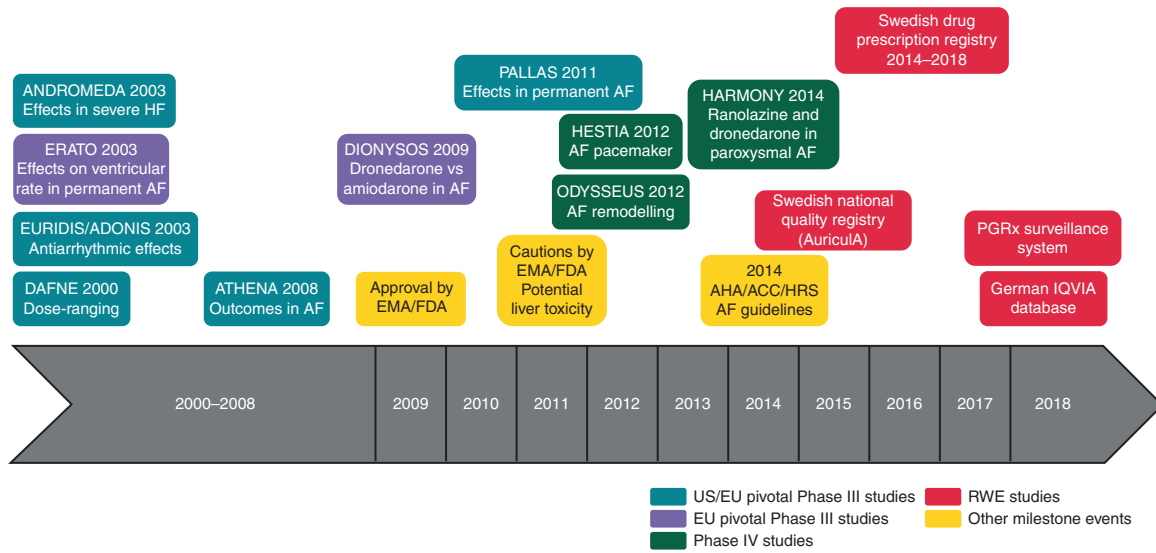 ANDROMEDA 2003
Effects in severe HF
ERATO 2003
Effects on ventricular
rate in permanent AF
EURIDIS/ADONIS 2003
Antiarrhythmic effects
DAFNE 2000
Dose-ranging
ATHENA 2008
Outcomes in AF
DIONYSOS 2009
Dronedarone vs
amiodarone in AF
Approval by
EMA/FDA
PALLAS 2011
Effects in permanent AF
HESTIA 2012
AF pacemaker
ODYSSEUS 2012
AF remodelling
Cautions by
EMA/FDA
Potential
liver toxicity
HARMONY 2014
Ranolazine and
dronedarone in
paroxysmal AF
Swedish drug
prescription registry
2014–2018
Swedish national
quality registry
(AuriculA)
2014
AHA/ACC/HRS
AF guidelines
PGRx surveillance
system
German IQVIA
database
2000–2008
2009
2010
2011
2012
2013
2014
2015
2016
2017
2018
US/EU pivotal Phase III studies
EU pivotal Phase III studies
Phase IV studies
RWE studies
Other milestone events